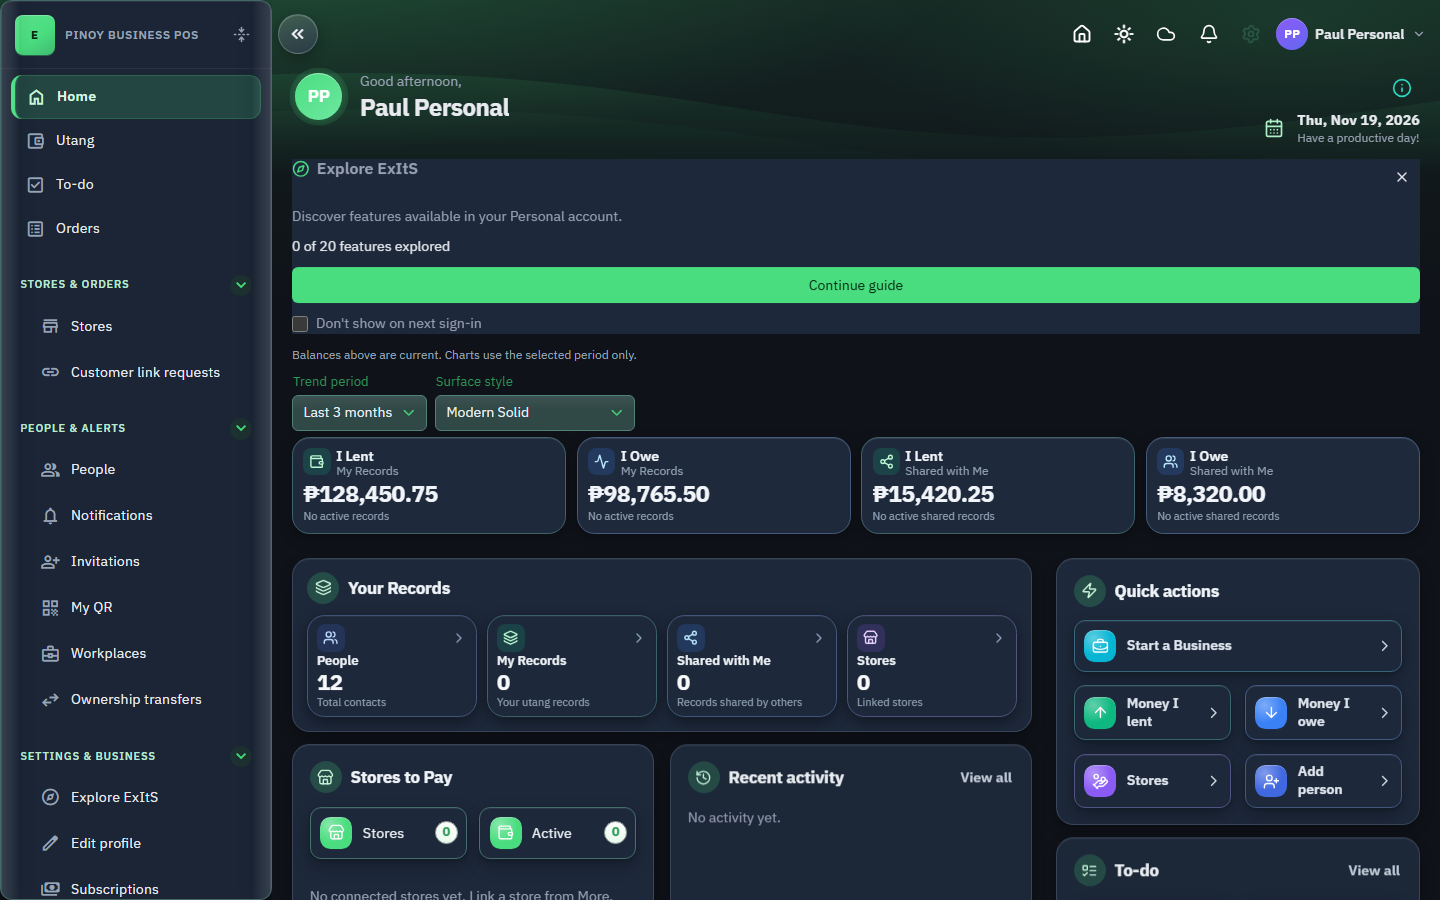 E
PINOY BUSINESS POS
Home
Utang
To-do
Orders
STORES & ORDERS
Stores
Customer link requests
PEOPLE & ALERTS
People
Notifications
Invitations
My QR
Workplaces
Ownership transfers
SETTINGS & BUSINESS
Explore ExItS
Edit profile
Subscriptions
PP
Paul Personal
PP
Good afternoon,
Paul Personal
Thu, Nov 19, 2026
Have a productive day!
Explore ExItS
Discover features available in your Personal account.
0 of 20 features explored
Continue guide
Don't show on next sign-in
Balances above are current. Charts use the selected period only.
Trend period
Surface style
Last 3 months
Modern Solid
I Lent
My Records
₱128,450.75
No active records
I Owe
My Records
₱98,765.50
No active records
I Lent
Shared with Me
₱15,420.25
No active shared records
I Owe
Shared with Me
₱8,320.00
No active shared records
Your Records
People
12
Total contacts
My Records
0
Your utang records
Shared with Me
0
Records shared by others
Stores
0
Linked stores
Quick actions
Start a Business
Money I lent
Money I owe
Stores
Add person
Stores to Pay
Stores
0
Active
0
No connected stores yet. Link a store from More.
Recent activity
View all
No activity yet.
To-do
View all